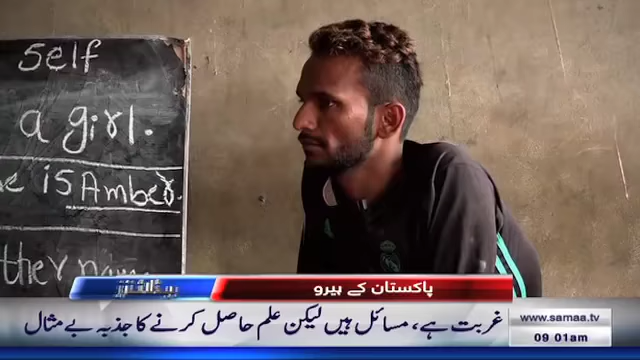 self
a girl.
e is Amber.
پاکستان کے ہیرو
غربت ہے، مسائل ہیں لیکن علم حاصل کرنے کا جذبہ بے مثال
www.samaa.tv
09 01am